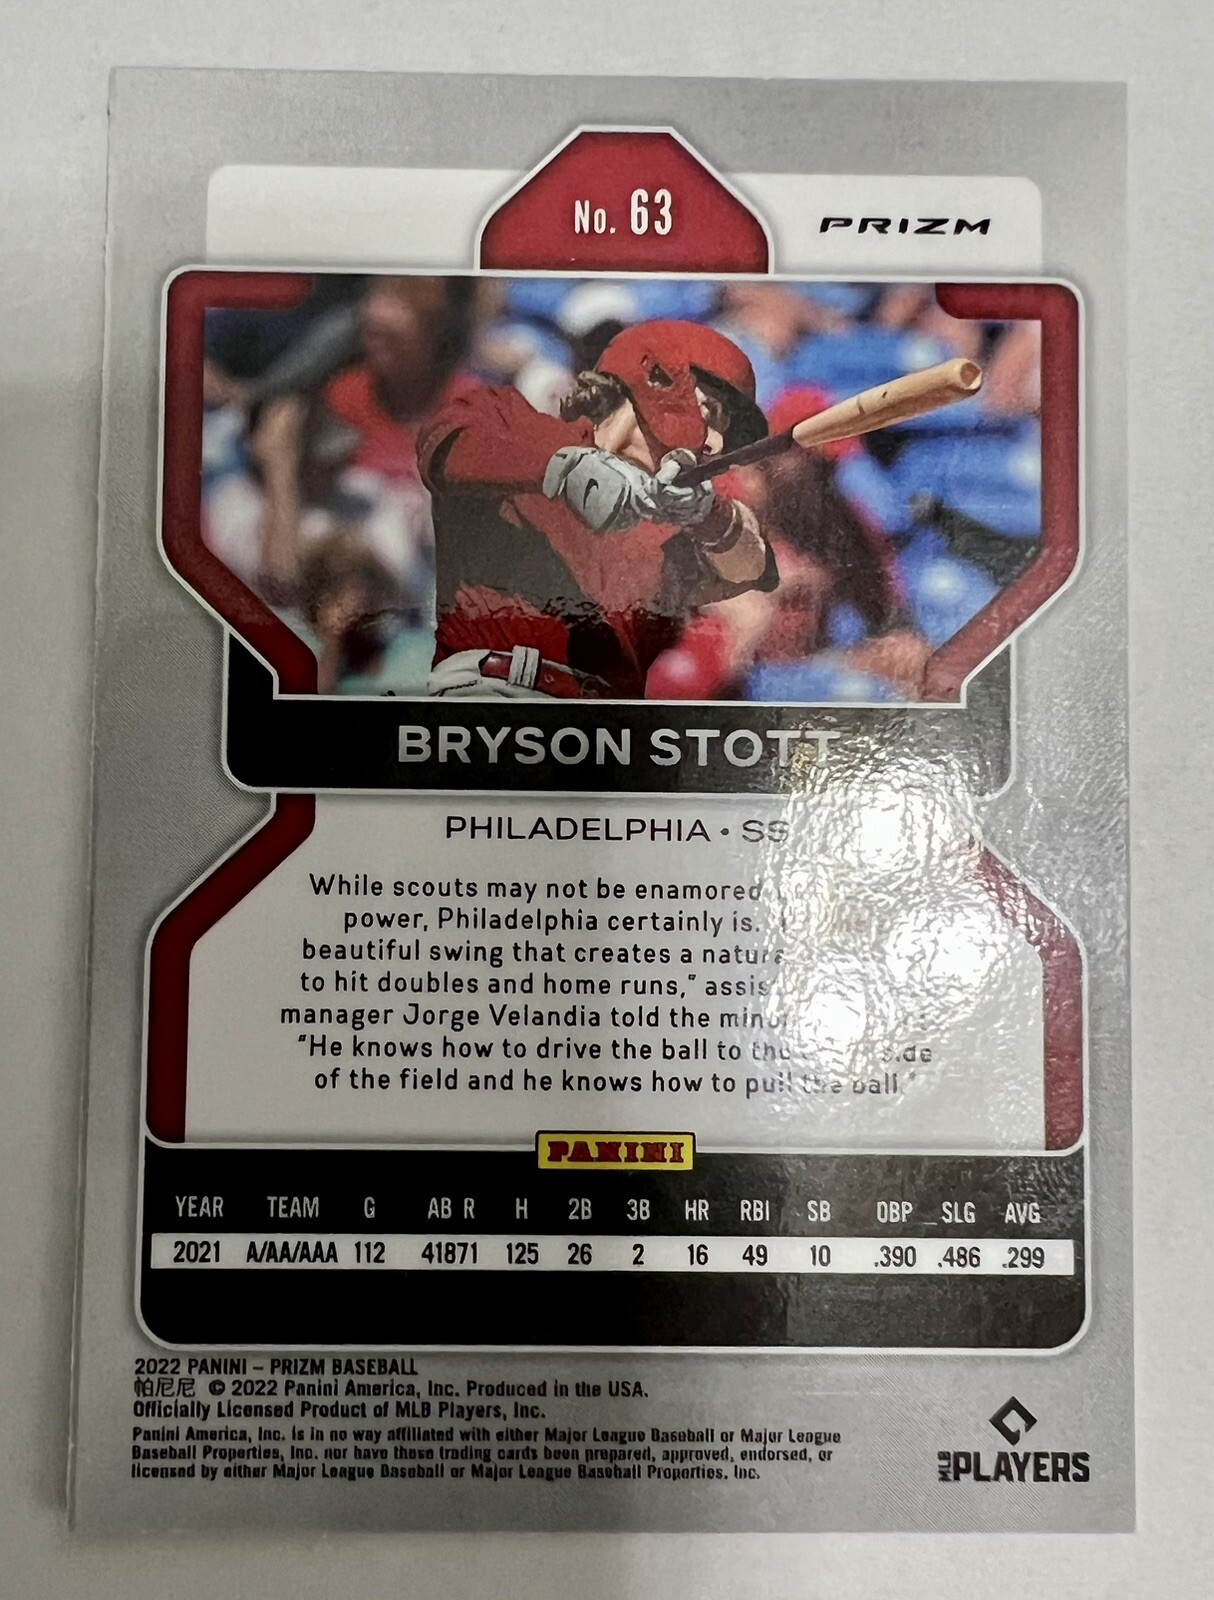 No. 63
PRIZM
BRYSON STOTT
PHILADELPHIA • SS
While scouts may not be enamored
power, Philadelphia certainly is.
beautiful swing that creates a
to hit doubles and home runs,"
manager Jorge Velandia told the
"He knows how to drive the ball to the side
of the field and he knows how to pull the ball."
PANINI
YEAR TEAM G AB R H 2B 3B HR RBI SB OBP SLG AVG
2021 A/AA/AAA 112 41871 125 26 2 16 49 10 .390 .486 .299
2022 PANINI – PRIZM BASEBALL
帕尼尼 © 2022 Panini America, Inc. Produced in the USA.
Officially Licensed Product of MLB Players, Inc.
Panini America, Inc. is in no way affiliated with either Major League Baseball or Major League
Baseball Properties, Inc. nor have these trading cards been prepared, approved, endorsed, or
licensed by either Major League Baseball or Major League Baseball Properties, Inc.
MLB PLAYERS